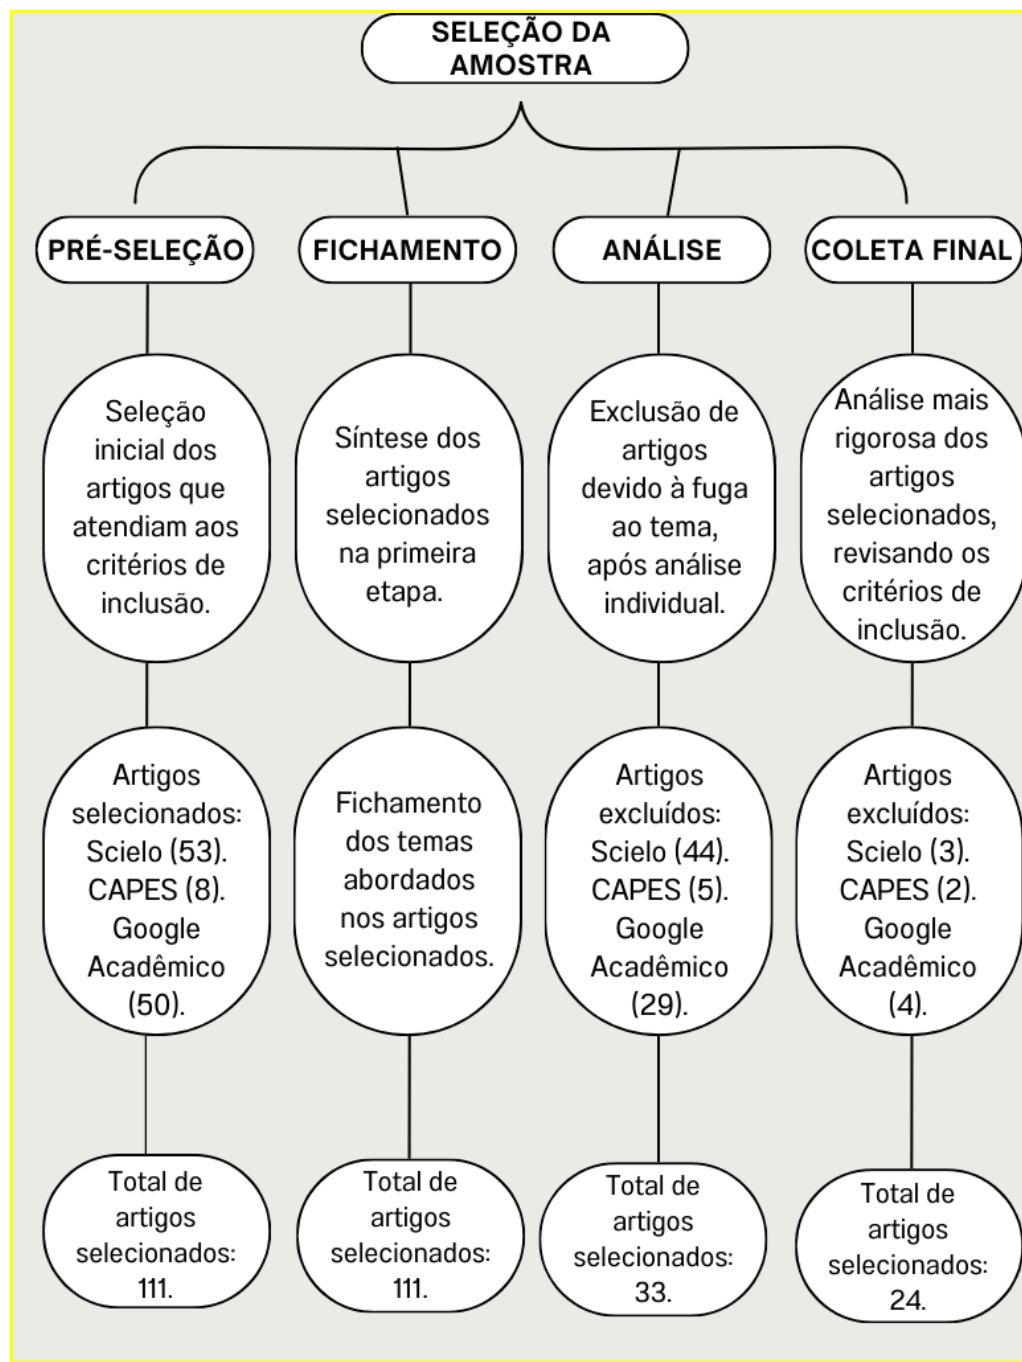 SELEÇÃO DA
AMOSTRA
PRÉ-SELEÇÃO
Seleção
inicial dos
artigos que
atendiam aos
critérios de
inclusão.
Artigos
selecionados:
Scielo (53).
CAPES (8).
Google
Acadêmico
(50).
Total de
artigos
selecionados:
111.
FICHAMENTO
Síntese dos
artigos
selecionados
na primeira
etapa.
Fichamento
dos temas
abordados
nos artigos
selecionados.
Total de
artigos
selecionados:
111.
ANÁLISE
Exclusão de
artigos
devido à fuga
ao tema,
após análise
individual.
Artigos
excluídos:
Scielo (44).
CAPES (5).
Google
Acadêmico
(29).
Total de
artigos
selecionados:
33.
COLETA FINAL
Análise mais
rigorosa dos
artigos
selecionados,
revisando os
critérios de
inclusão.
Artigos
excluídos:
Scielo (3).
CAPES (2).
Google
Acadêmico
(4).
Total de
artigos
selecionados:
24.